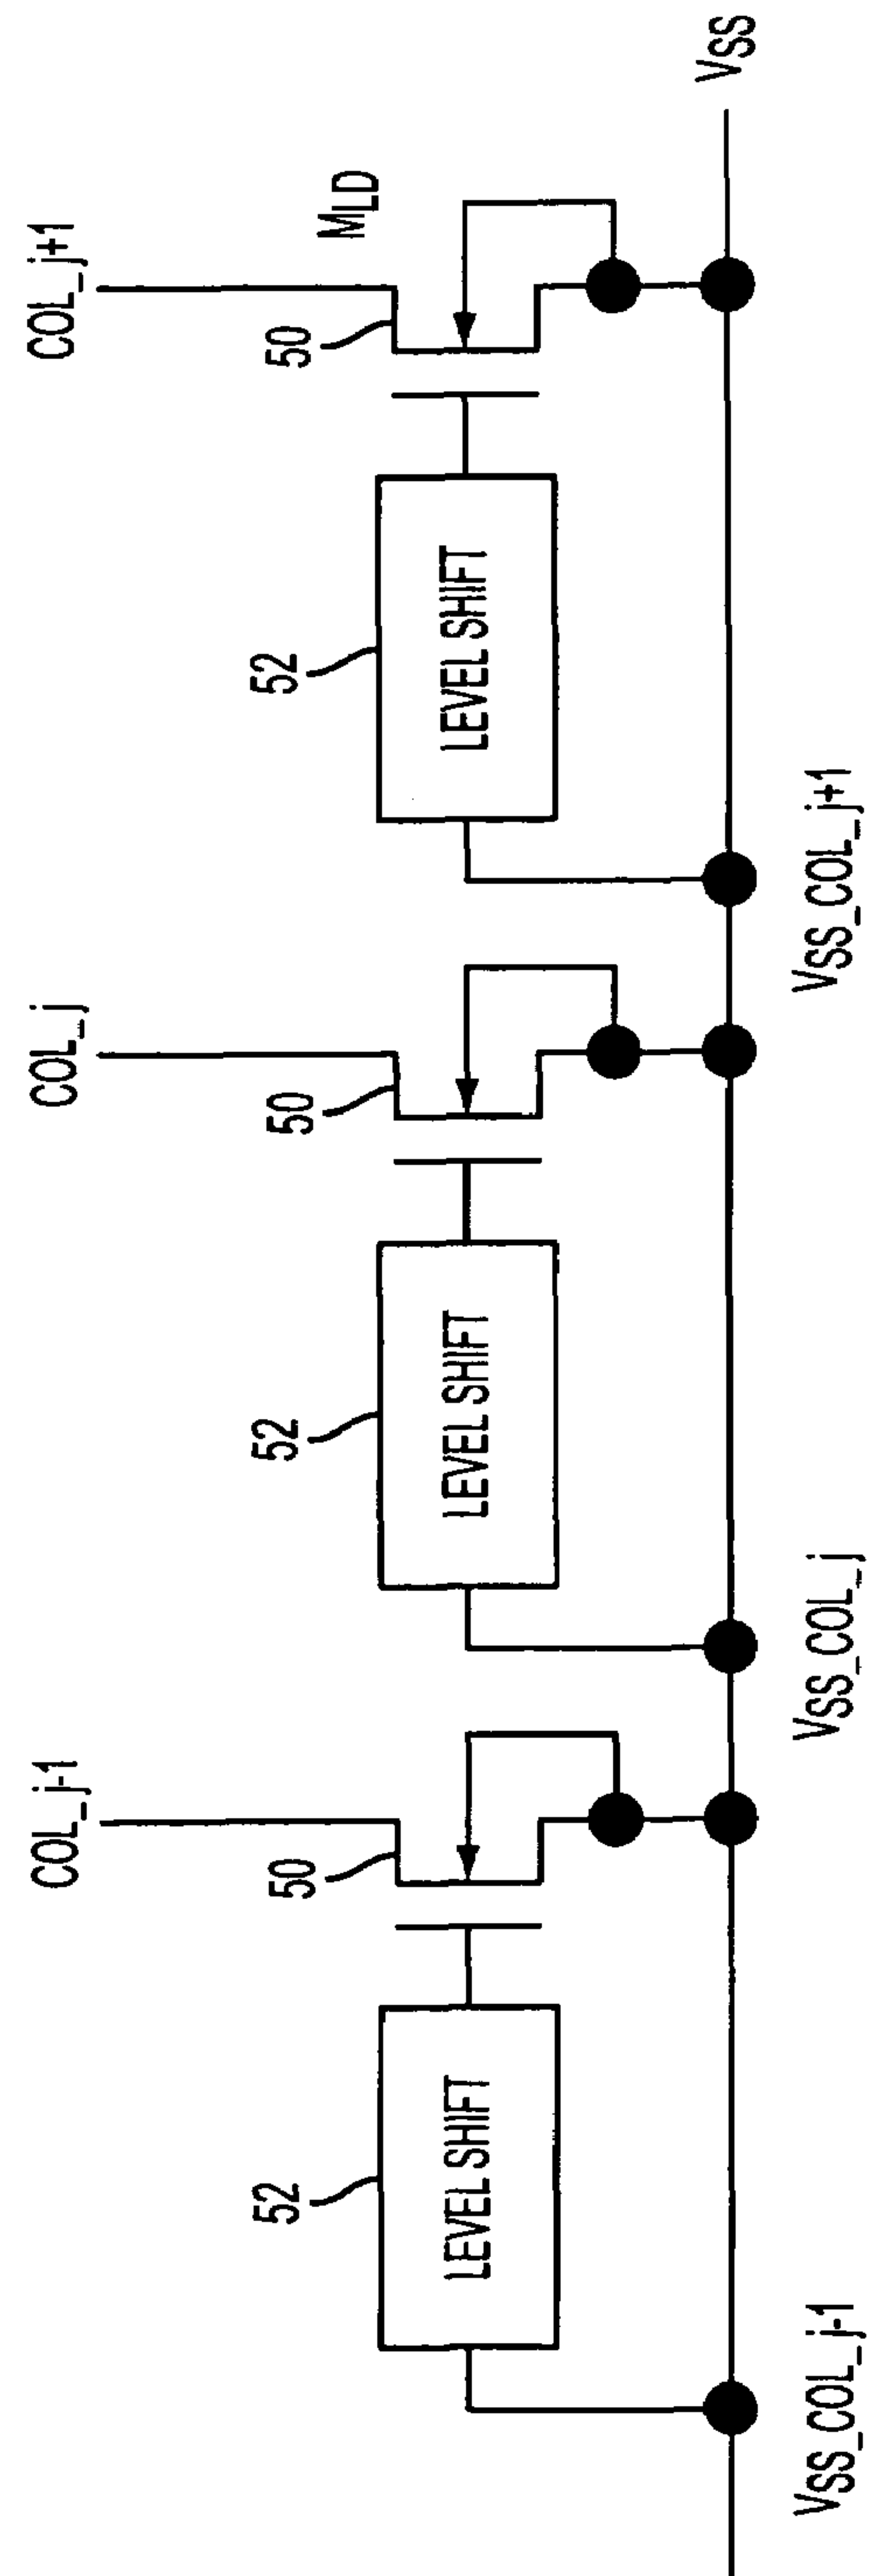 COL_j-1
COL_j
COL_j+1
50
50
50
MLD
52
LEVEL SHIFT
52
LEVEL SHIFT
52
LEVEL SHIFT
VSS
VSS_COL_j-1
VSS_COL_j
VSS_COL_j+1